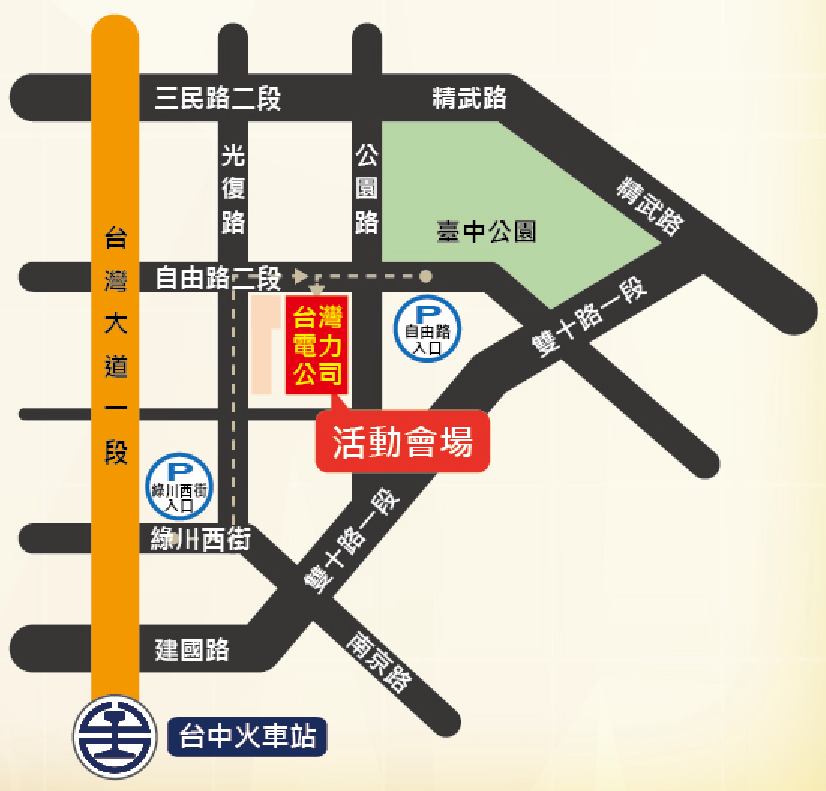 三民路二段
精武路
光復路
公園路
精武路
臺中公園
台灣大道一段
自由路二段
雙十路一段
台灣
電力
公司
P
自由路
入口
活動會場
P
綠川西街
入口
綠川西街
雙十路一段
建國路
南京路
台中火車站